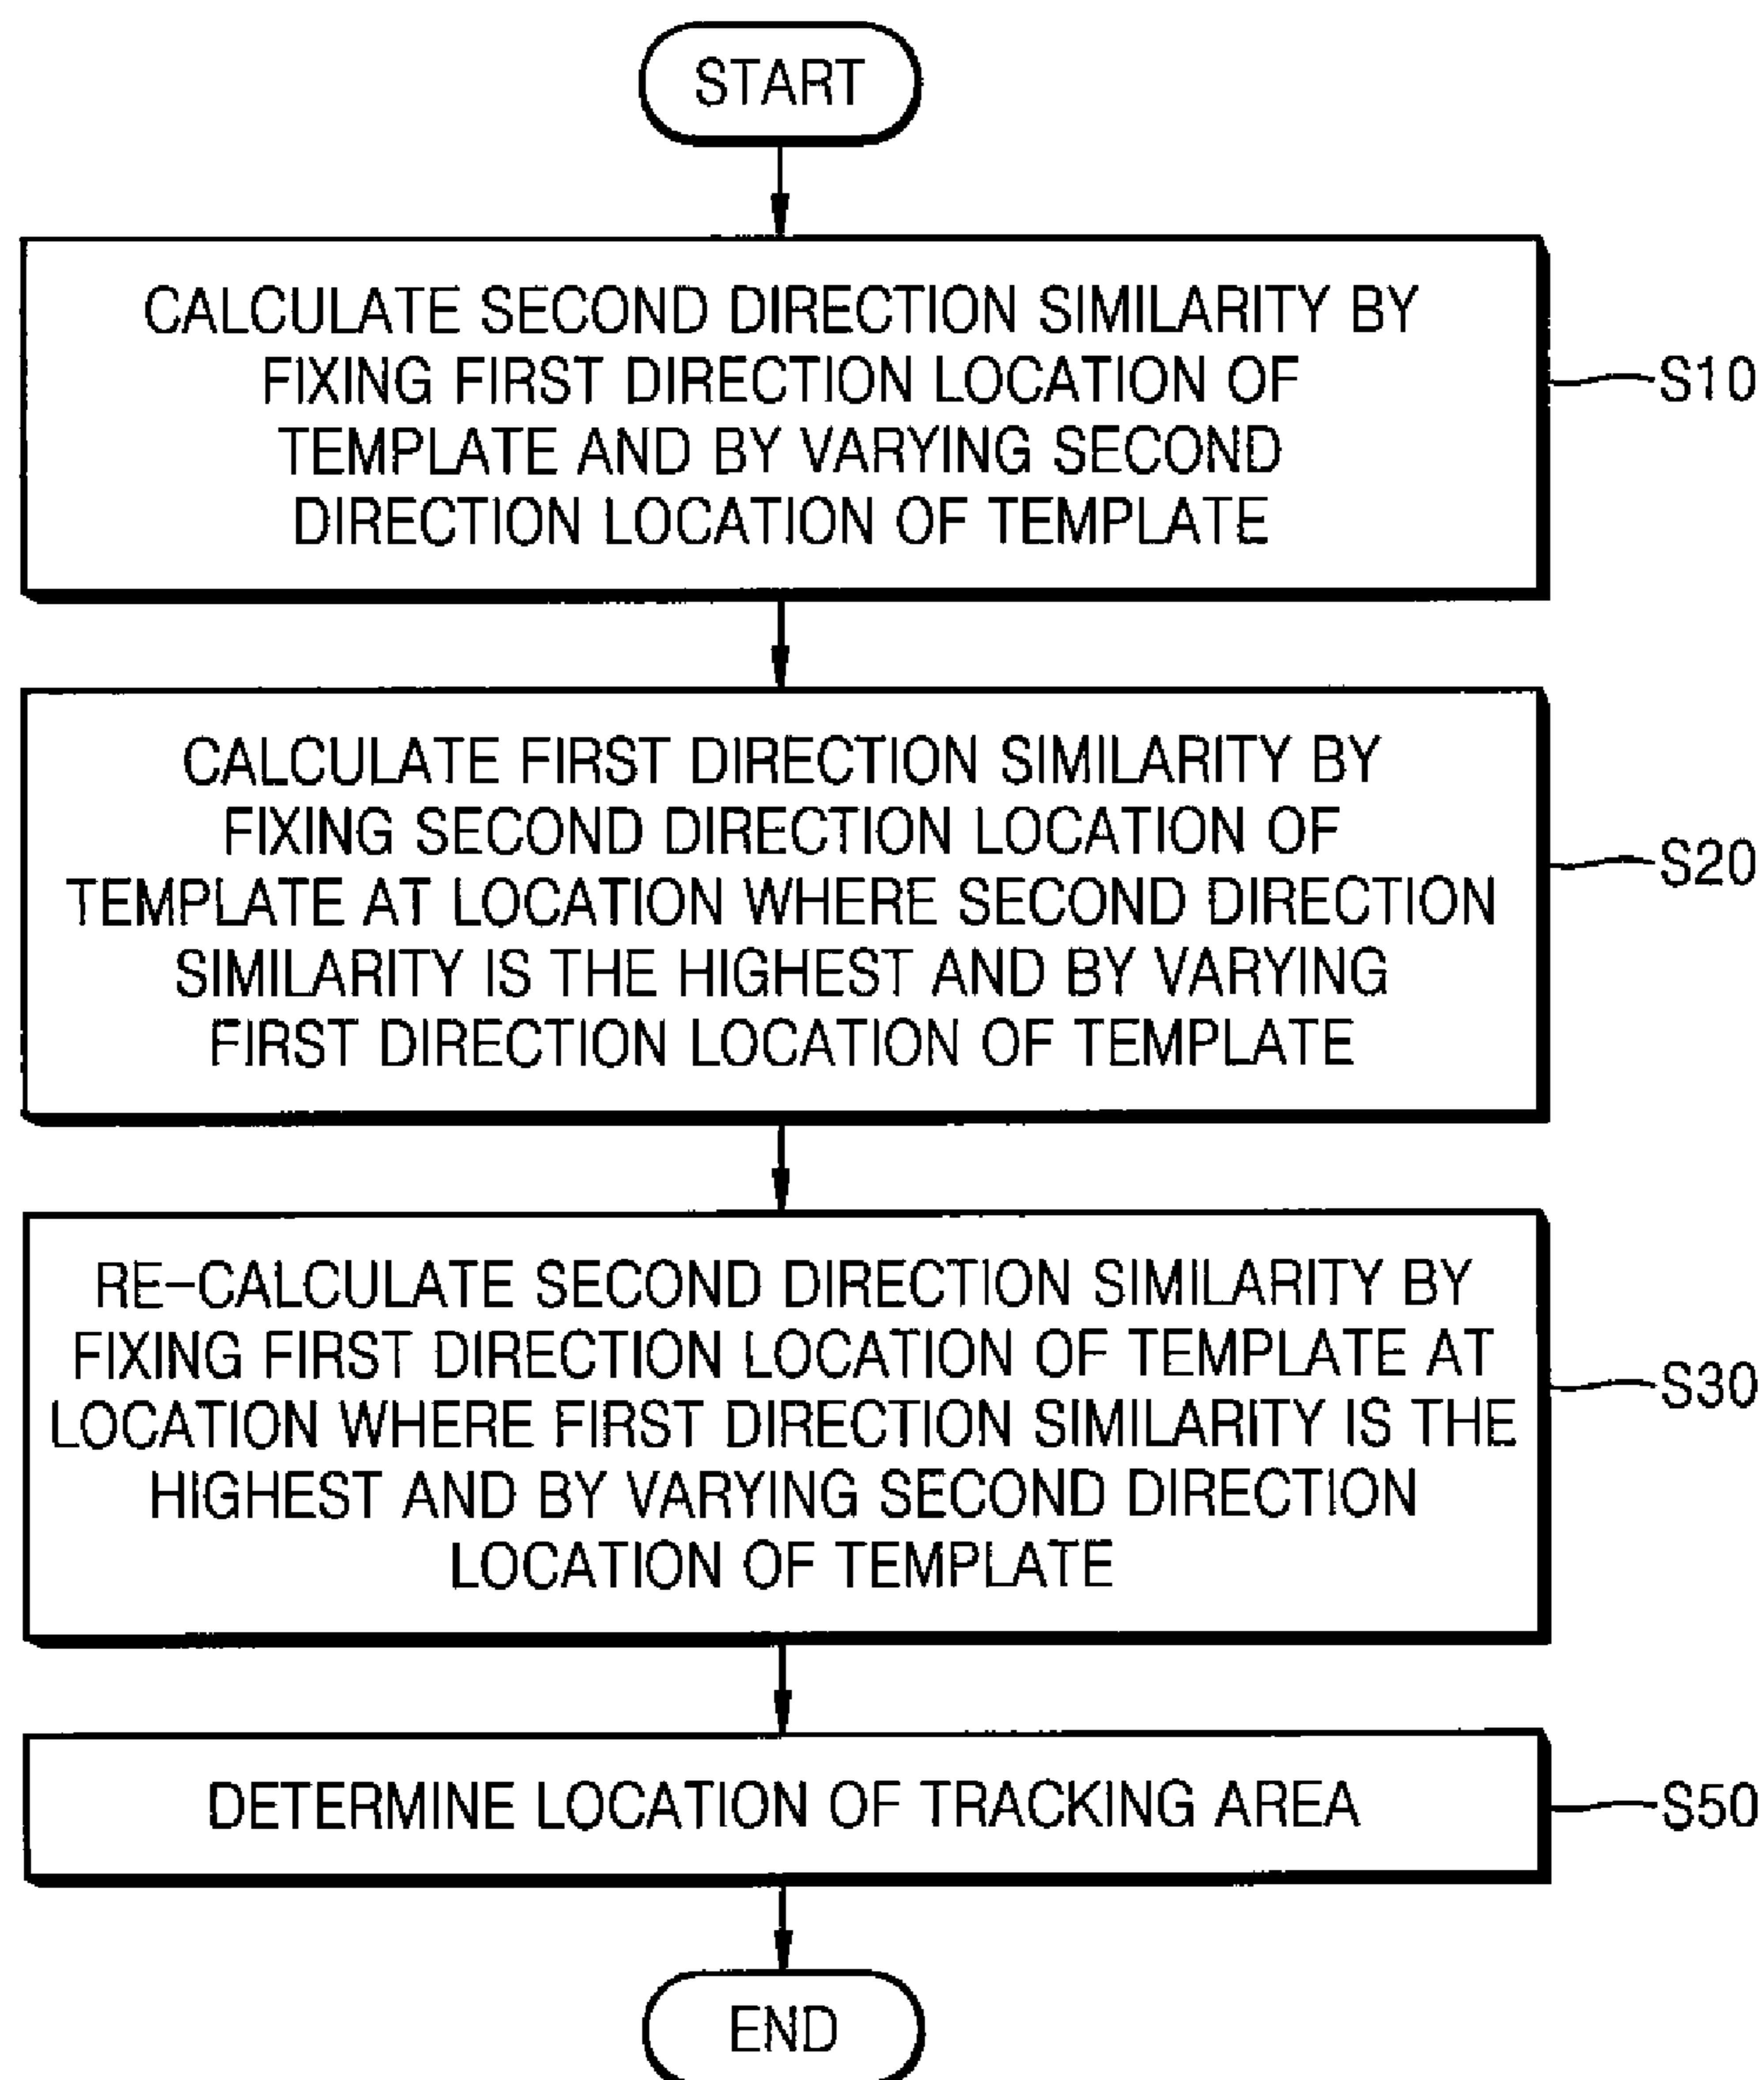 START
CALCULATE SECOND DIRECTION SIMILARITY BY
FIXING FIRST DIRECTION LOCATION OF
TEMPLATE AND BY VARYING SECOND
DIRECTION LOCATION OF TEMPLATE
S10
CALCULATE FIRST DIRECTION SIMILARITY BY
FIXING SECOND DIRECTION LOCATION OF
TEMPLATE AT LOCATION WHERE SECOND DIRECTION
SIMILARITY IS THE HIGHEST AND BY VARYING
FIRST DIRECTION LOCATION OF TEMPLATE
S20
RE-CALCULATE SECOND DIRECTION SIMILARITY BY
FIXING FIRST DIRECTION LOCATION OF TEMPLATE AT
LOCATION WHERE FIRST DIRECTION SIMILARITY IS THE
HIGHEST AND BY VARYING SECOND DIRECTION
LOCATION OF TEMPLATE
S30
DETERMINE LOCATION OF TRACKING AREA
S50
END